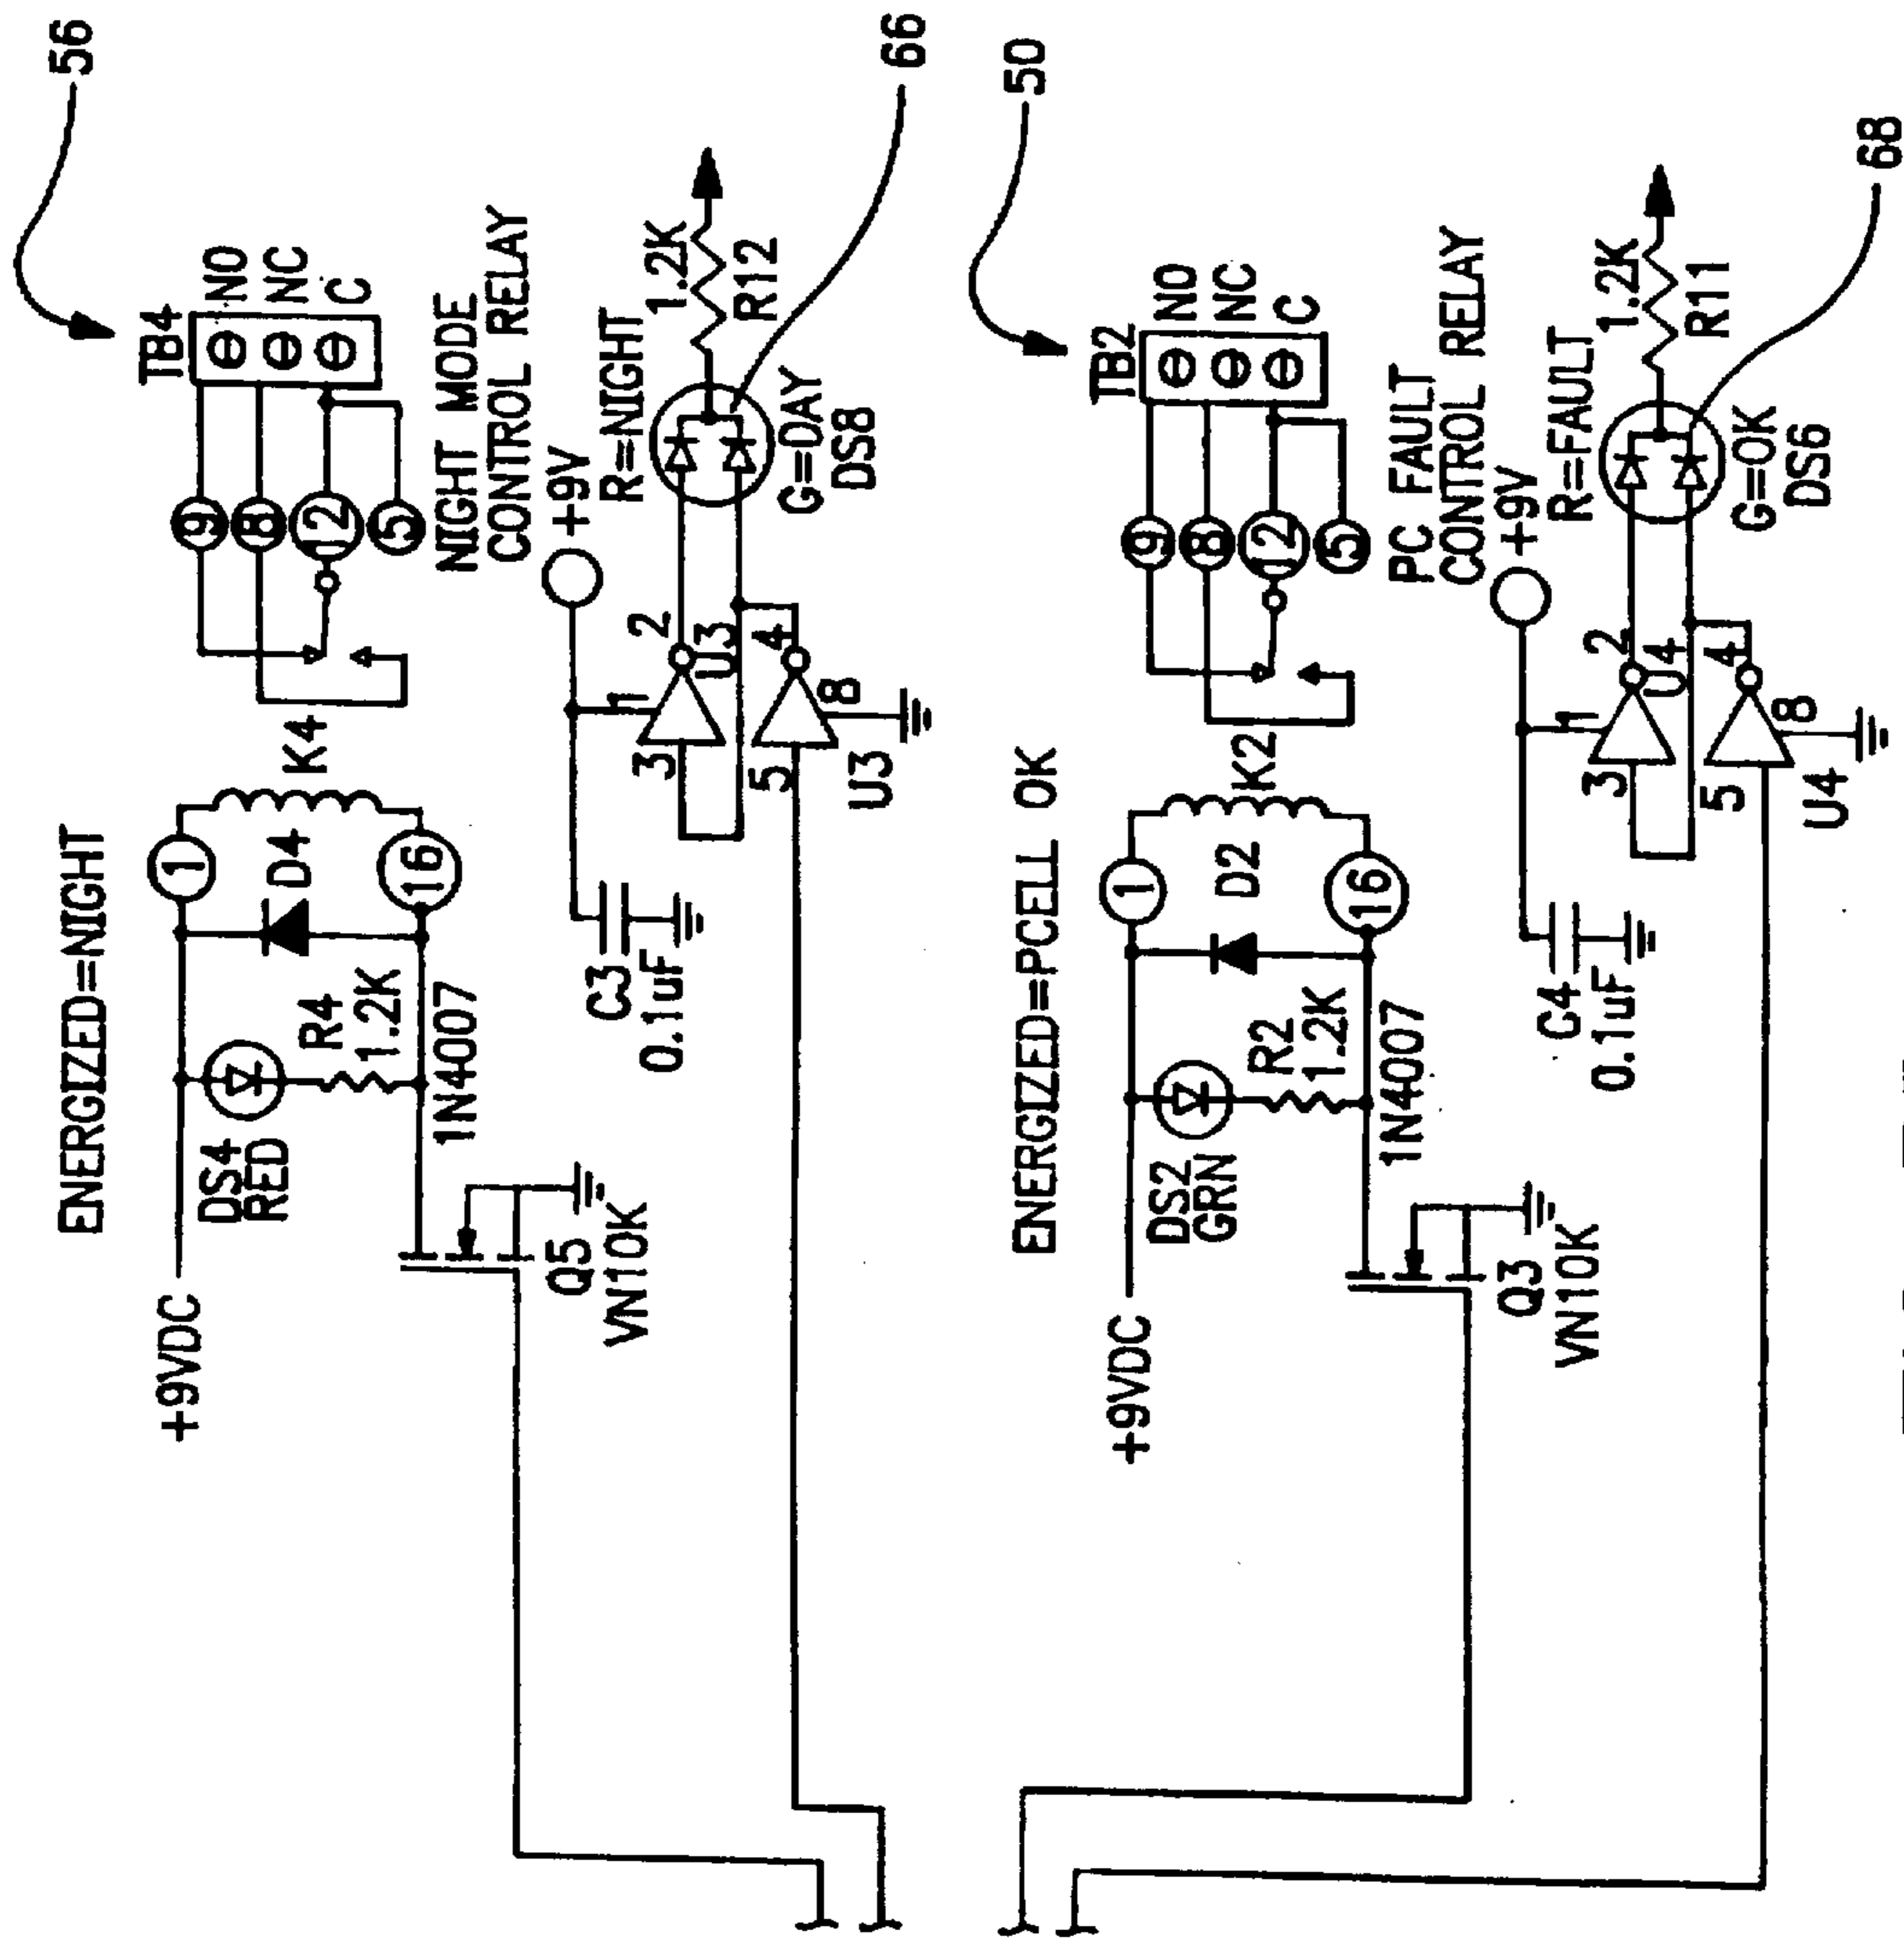 56
TB4
NO
NC
C
9
8
12
5
NIGHT MODE
CONTROL RELAY
ENERGIZED=NIGHT
+9VDC
DS4
RED
R4
1.2K
D4
1
16
K4
1N4007
Q5
VN10K
+9V
C3
0.1uF
1
2
3
U3
4
5
8
U3
R=NIGHT
G=DAY
DS8
1.2K
R12
66
50
TB2
NO
NC
C
9
8
12
5
PC FAULT
CONTROL RELAY
ENERGIZED=PCELL OK
+9VDC
DS2
GRN
R2
1.2K
D2
1
16
K2
1N4007
Q3
VN10K
+9V
C4
0.1uF
1
2
3
U4
4
5
8
U4
R=FAULT
G=OK
DS6
1.2K
R11
68